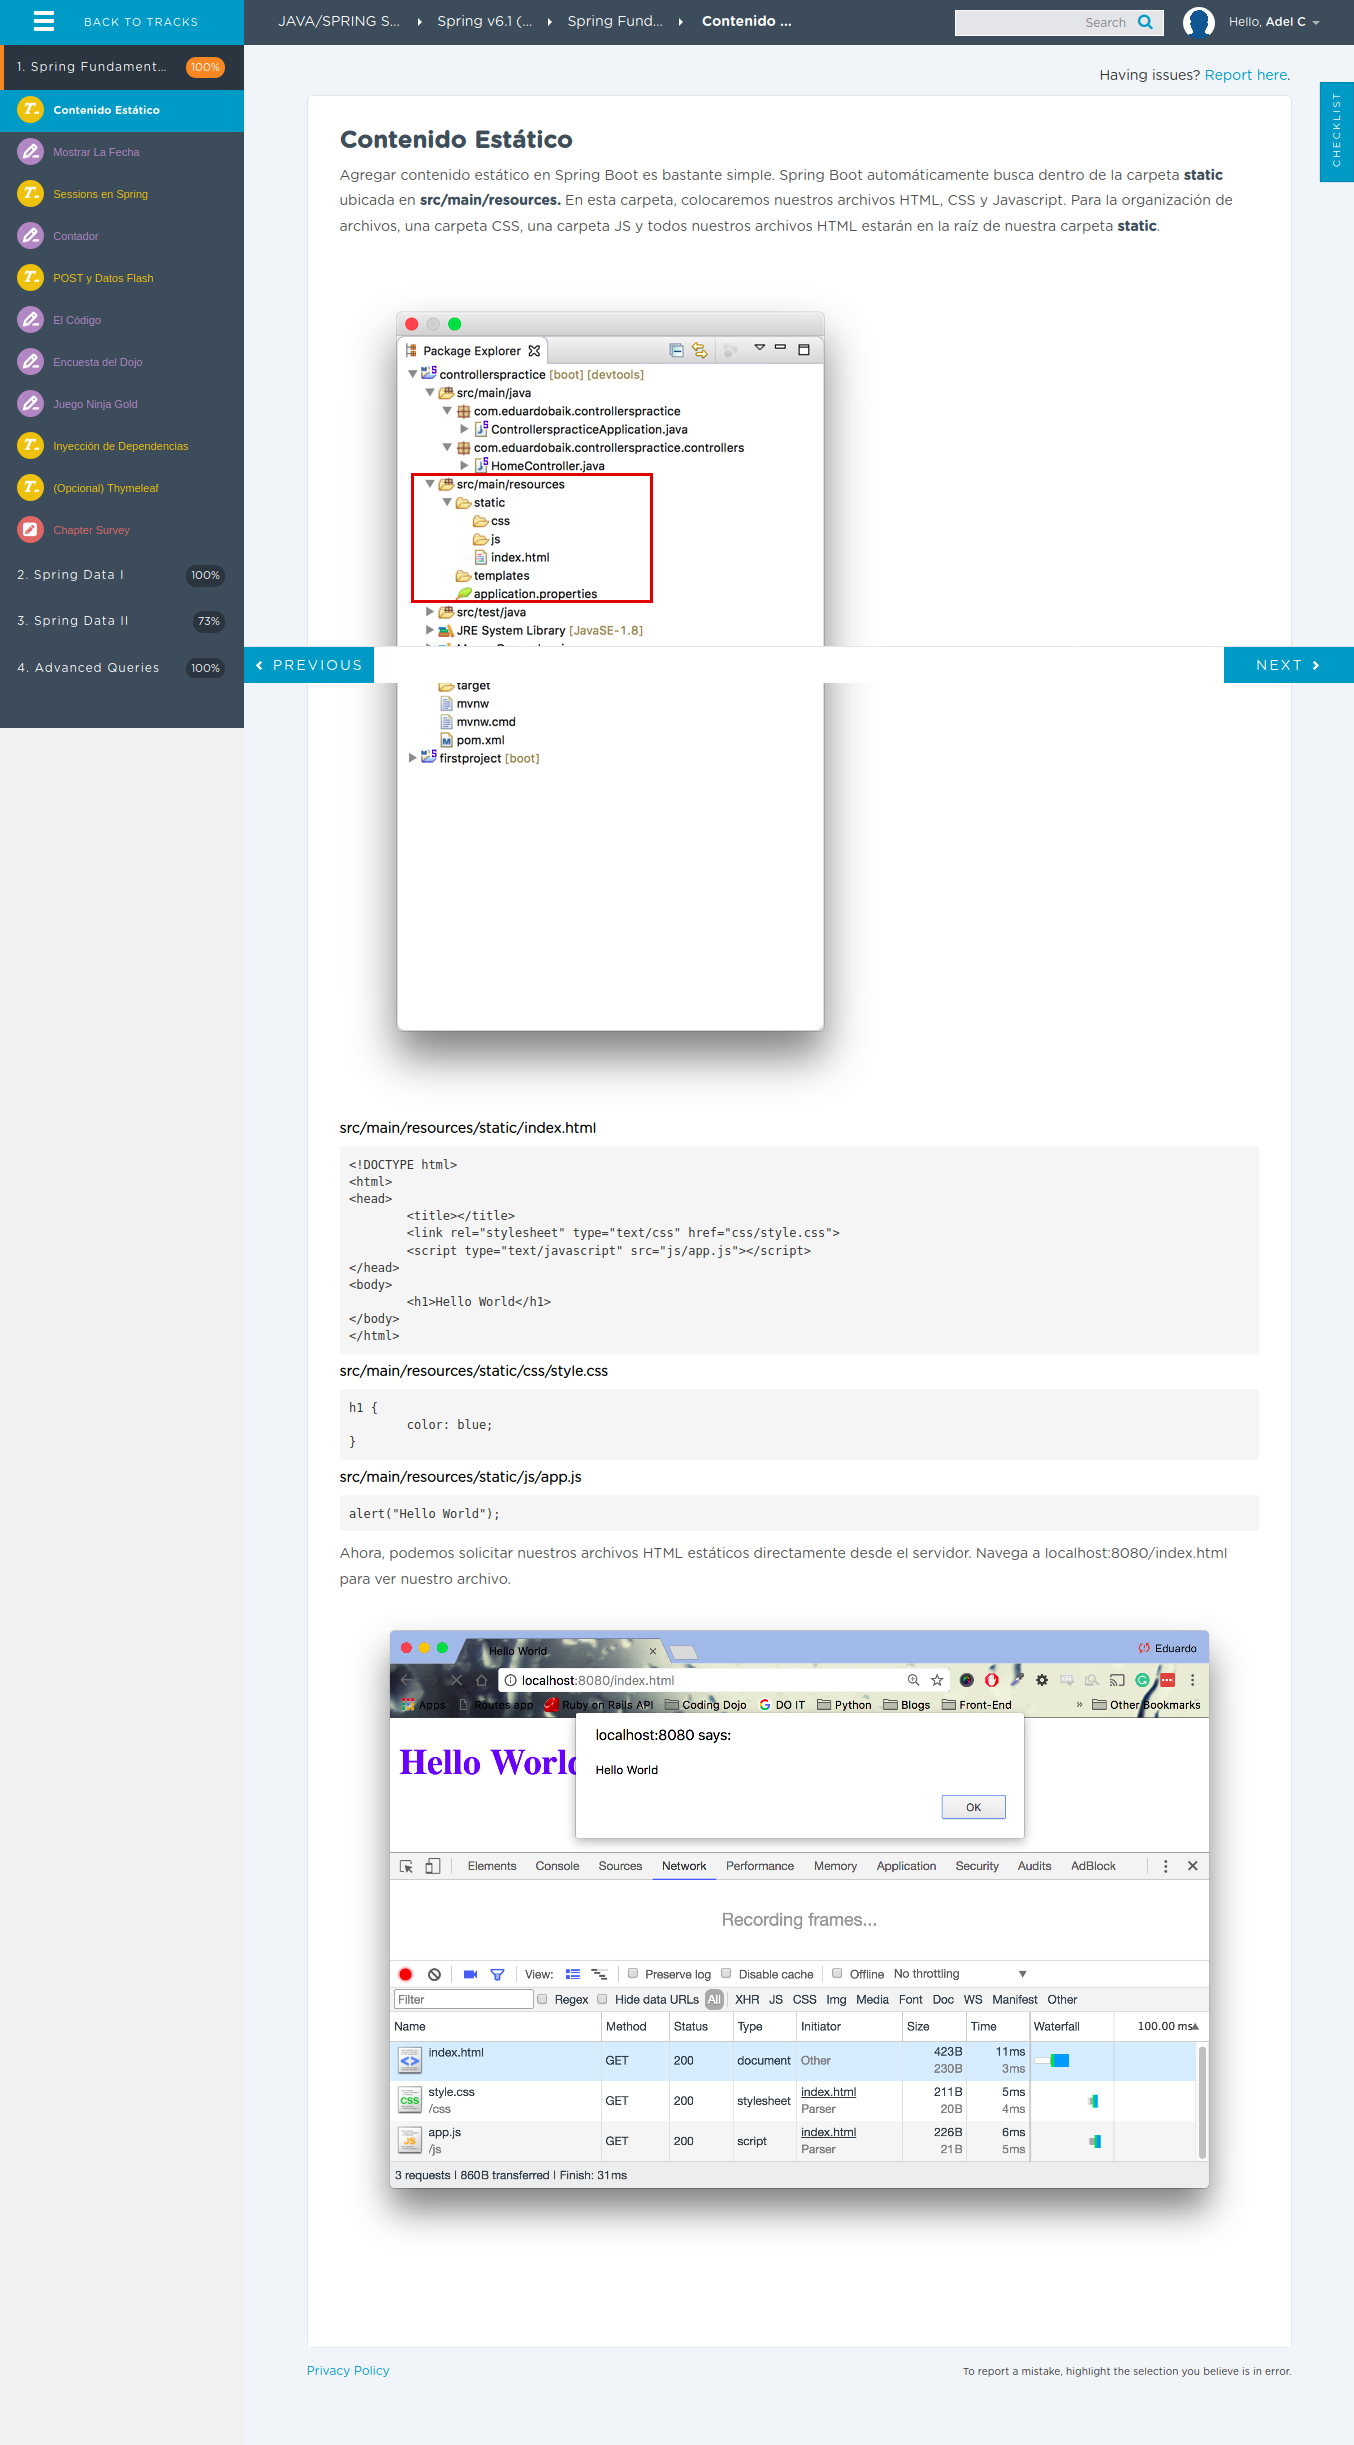 BACK TO TRACKS
JAVA/SPRING S... Spring v6.1 (... Spring Fund... Contenido ...
Search
Hello, Adel C
1. Spring Fundament... 100%
Contenido Estático
Mostrar La Fecha
Sessions en Spring
Contador
POST y Datos Flash
El Código
Encuesta del Dojo
Juego Ninja Gold
Inyección de Dependencias
(Opcional) Thymeleaf
Chapter Survey
2. Spring Data I 100%
3. Spring Data II 73%
4. Advanced Queries 100%
Having issues? Report here.
CHECKLIST
Contenido Estático
Agregar contenido estático en Spring Boot es bastante simple. Spring Boot automáticamente busca dentro de la carpeta static
ubicada en src/main/resources. En esta carpeta, colocaremos nuestros archivos HTML, CSS y Javascript. Para la organización de
archivos, una carpeta CSS, una carpeta JS y todos nuestros archivos HTML estarán en la raíz de nuestra carpeta static.
Package Explorer
controllerspractice [boot] [devtools]
src/main/java
com.eduardobaik.controllerspractice
ControllerspracticeApplication.java
com.eduardobaik.controllerspractice.controllers
HomeController.java
src/main/resources
static
css
js
index.html
templates
application.properties
src/test/java
JRE System Library [JavaSE-1.8]
PREVIOUS
NEXT
target
mvnw
mvnw.cmd
pom.xml
firstproject [boot]
src/main/resources/static/index.html
<!DOCTYPE html>
<html>
<head>
<title></title>
<link rel="stylesheet" type="text/css" href="css/style.css">
<script type="text/javascript" src="js/app.js"></script>
</head>
<body>
<h1>Hello World</h1>
</body>
</html>
src/main/resources/static/css/style.css
h1 {
color: blue;
}
src/main/resources/static/js/app.js
alert("Hello World");
Ahora, podemos solicitar nuestros archivos HTML estáticos directamente desde el servidor. Navega a localhost:8080/index.html
para ver nuestro archivo.
Hello World
Eduardo
localhost:8080/index.html
Apps Routes app Ruby on Rails API Coding Dojo DO IT Python Blogs Front-End » Other Bookmarks
Hello World
localhost:8080 says:
Hello World
OK
Elements Console Sources Network Performance Memory Application Security Audits AdBlock
Recording frames...
View: Preserve log Disable cache Offline No throttling
Filter Regex Hide data URLs All XHR JS CSS Img Media Font Doc WS Manifest Other
Name Method Status Type Initiator Size Time Waterfall 100.00 ms
index.html GET 200 document Other 423B 11ms
230B 3ms
style.css GET 200 stylesheet index.html 211B 5ms
/css Parser 20B 4ms
app.js GET 200 script index.html 226B 6ms
/js Parser 21B 5ms
3 requests | 860B transferred | Finish: 31ms
Privacy Policy
To report a mistake, highlight the selection you believe is in error.